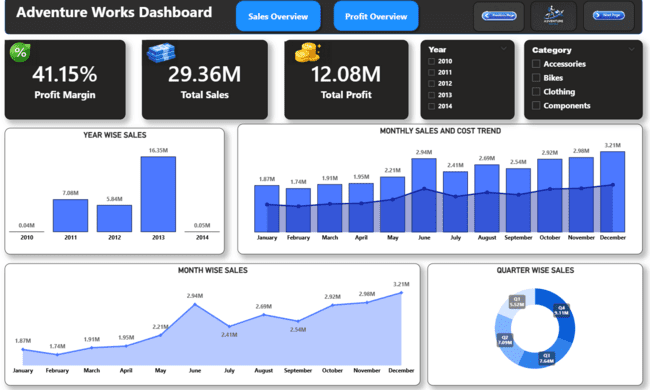 Adventure Works Dashboard
Sales Overview
Profit Overview
Previous Page
ADVENTURE
Next Page
%
41.15%
Profit Margin
29.36M
Total Sales
12.08M
Total Profit
Year
2010
2011
2012
2013
2014
Category
Accessories
Bikes
Clothing
Components
YEAR WISE SALES
0.04M
7.08M
5.84M
16.35M
0.05M
2010 2011 2012 2013 2014
MONTHLY SALES AND COST TREND
1.87M 1.74M 1.91M 1.95M 2.21M 2.94M 2.41M 2.69M 2.54M 2.92M 2.98M 3.21M
January February March April May June July August September October November December
MONTH WISE SALES
1.87M 1.74M 1.91M 1.95M 2.21M 2.94M 2.41M 2.69M 2.54M 2.92M 2.98M 3.21M
January February March April May June July August September October November December
QUARTER WISE SALES
Q1
5.52M
Q4
9.11M
Q2
7.09M
Q3
7.64M